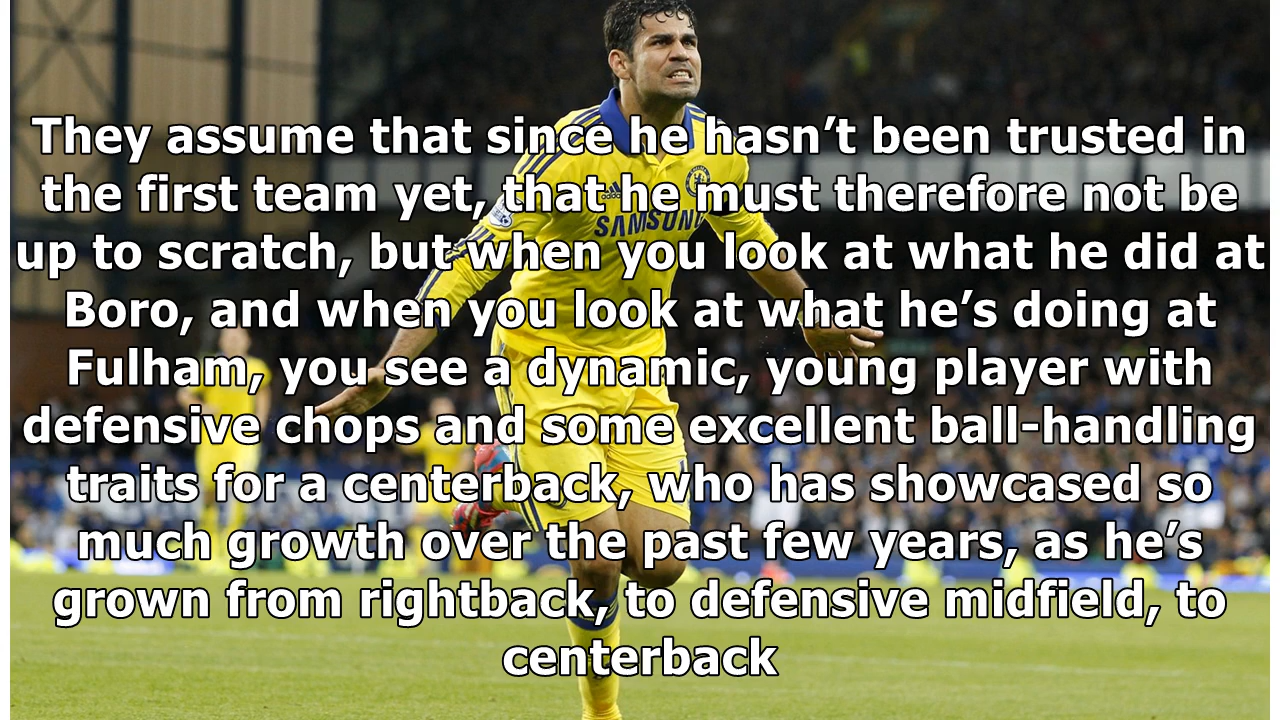 They assume that since he hasn’t been trusted in
the first team yet, that he must therefore not be
up to scratch, but when you look at what he did at
Boro, and when you look at what he’s doing at
Fulham, you see a dynamic, young player with
defensive chops and some excellent ball-handling
traits for a centerback, who has showcased so
much growth over the past few years, as he’s
grown from rightback, to defensive midfield, to
centerback
adidas
SAMSUNG